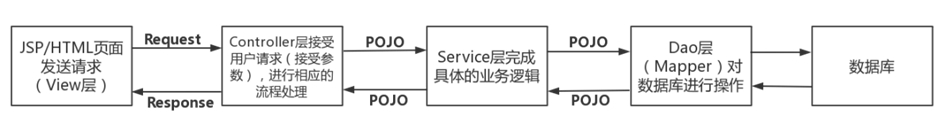 JSP/HTML页面
发送请求
（View层）
Request
Response
Controller层接受
用户请求（接受参
数），进行相应的
流程处理
POJO
POJO
Service层完成
具体的业务逻辑
POJO
POJO
Dao层
（Mapper）对
数据库进行操作
数据库